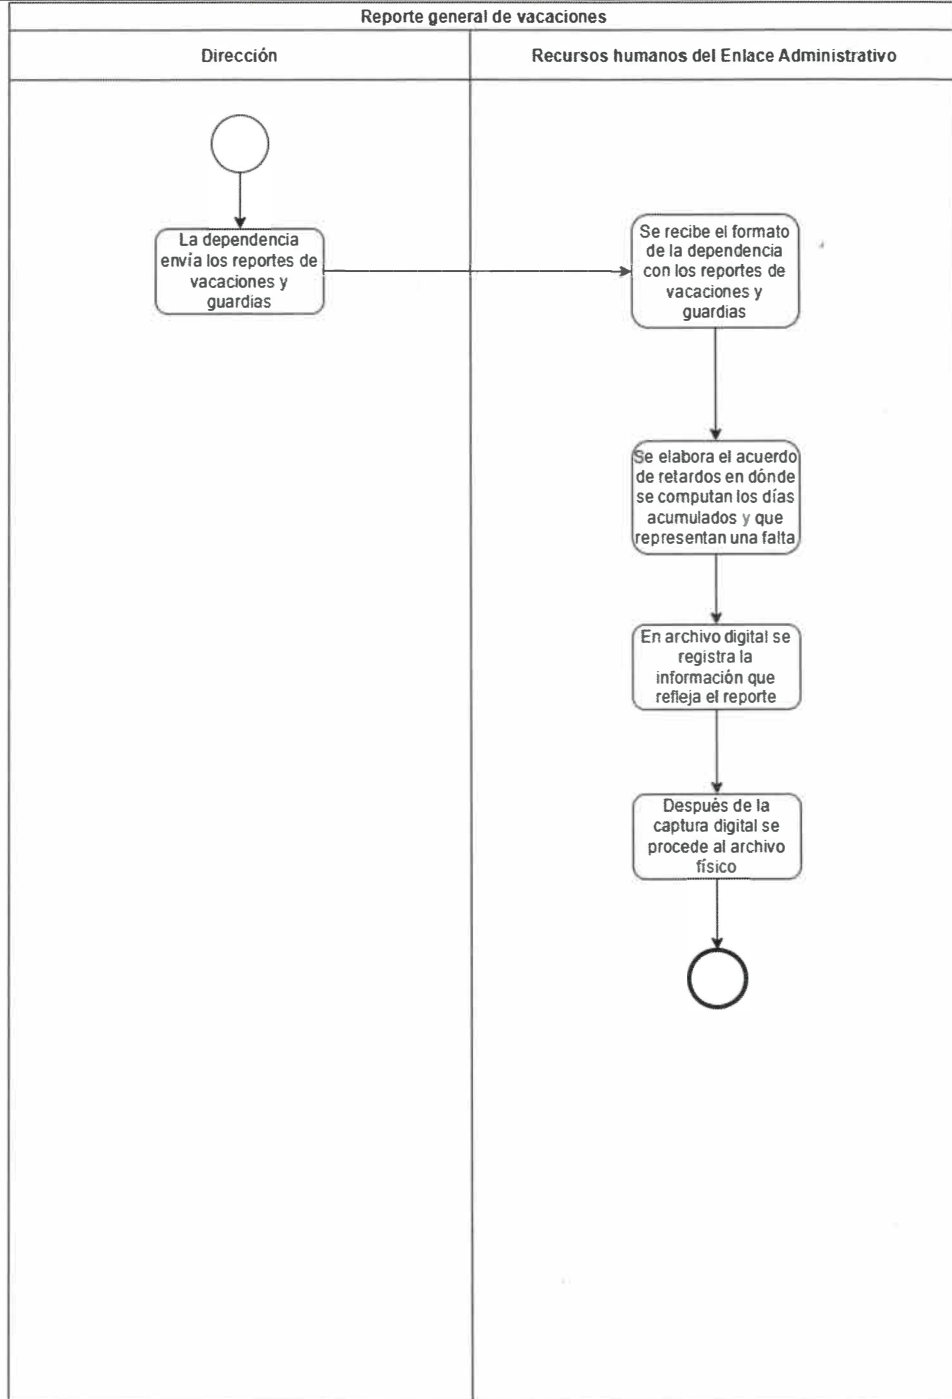 Reporte general de vacaciones
Dirección
Recursos humanos del Enlace Administrativo
La dependencia
envía los reportes de
vacaciones y
guardias
Se recibe el formato
de la dependencia
con los reportes de
vacaciones y
guardias
Se elabora el acuerdo
de retardos en dónde
se computan los días
acumulados y que
representan una falta
En archivo digital se
registra la
información que
refleja el reporte
Después de la
captura digital se
procede al archivo
físico